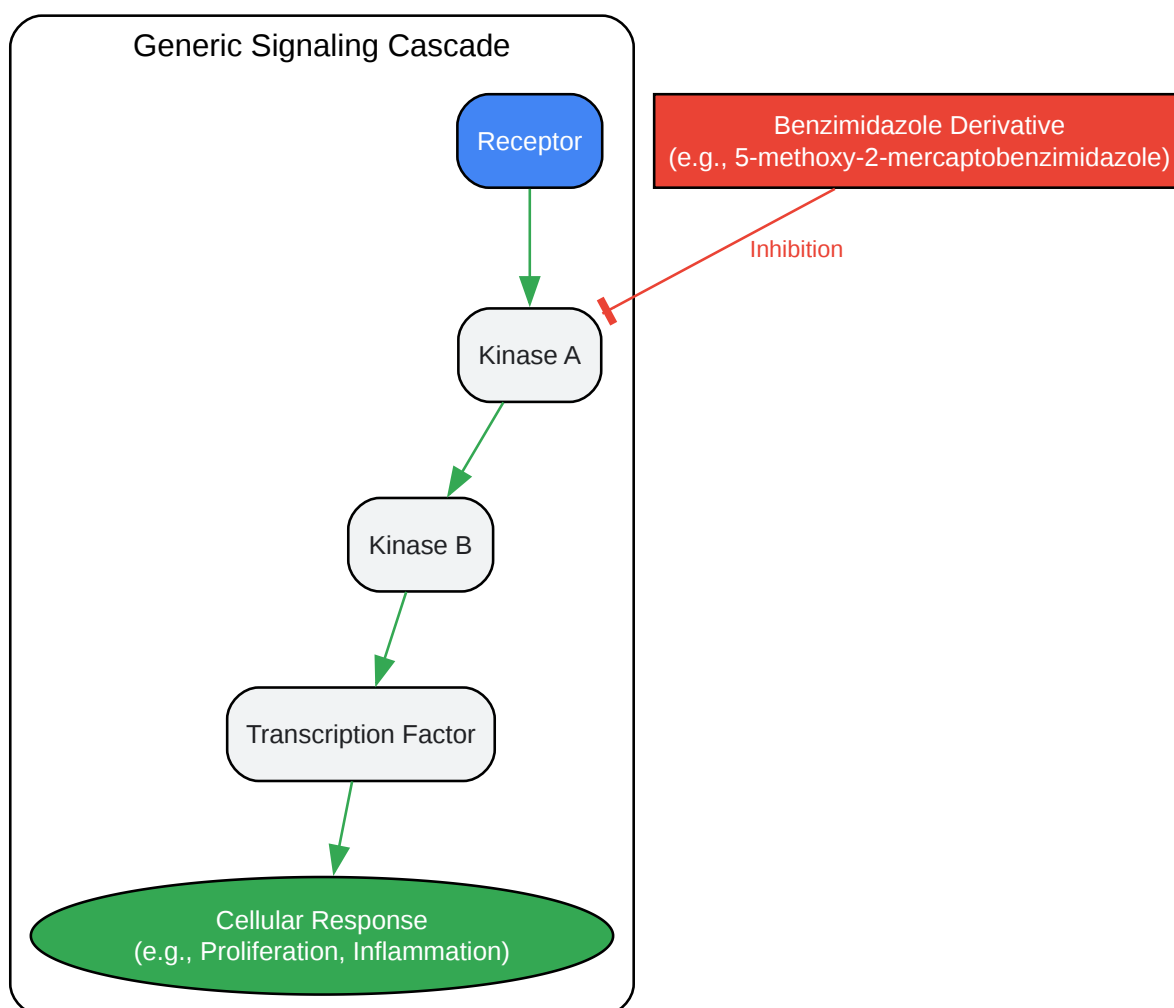 Generic Signaling Cascade
Receptor
Benzimidazole Derivative
(e.g., 5-methoxy-2-mercaptobenzimidazole)
Inhibition
Kinase A
Kinase B
Transcription Factor
Cellular Response
(e.g., Proliferation, Inflammation)